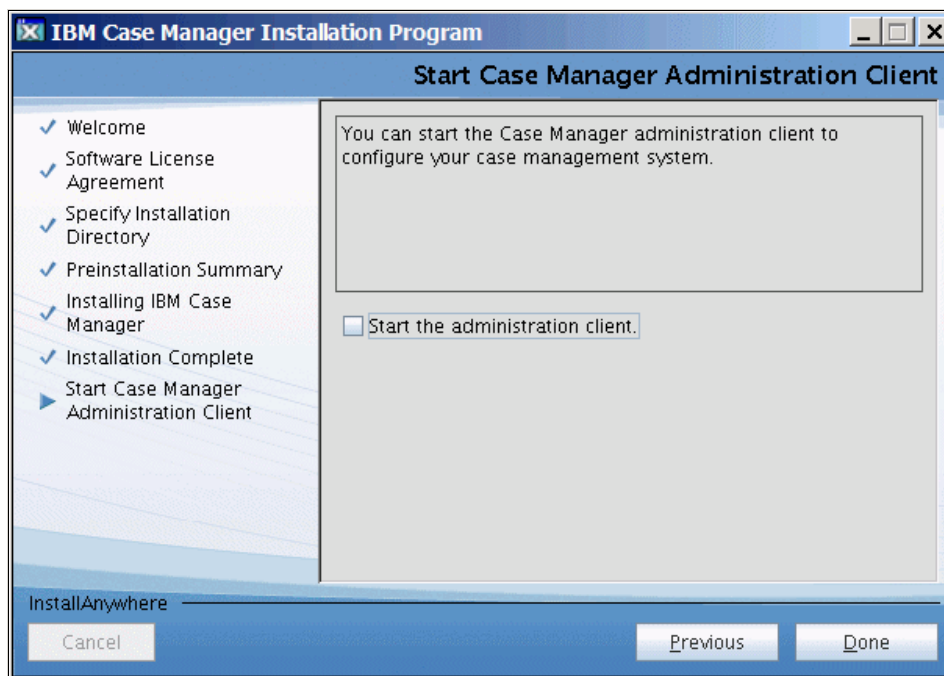 IBM Case Manager Installation Program
Start Case Manager Administration Client
Welcome
Software License
Agreement
Specify Installation
Directory
Preinstallation Summary
Installing IBM Case
Manager
Installation Complete
Start Case Manager
Administration Client
You can start the Case Manager administration client to
configure your case management system.
Start the administration client.
InstallAnywhere
Cancel
Previous
Done